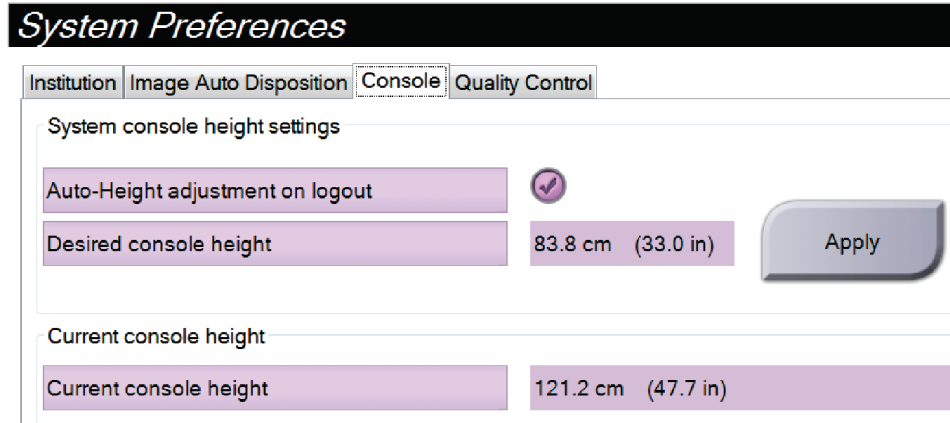 System Preferences
Institution Image Auto Disposition Console Quality Control
System console height settings
Auto-Height adjustment on logout
Desired console height 83.8 cm (33.0 in) Apply
Current console height
Current console height 121.2 cm (47.7 in)